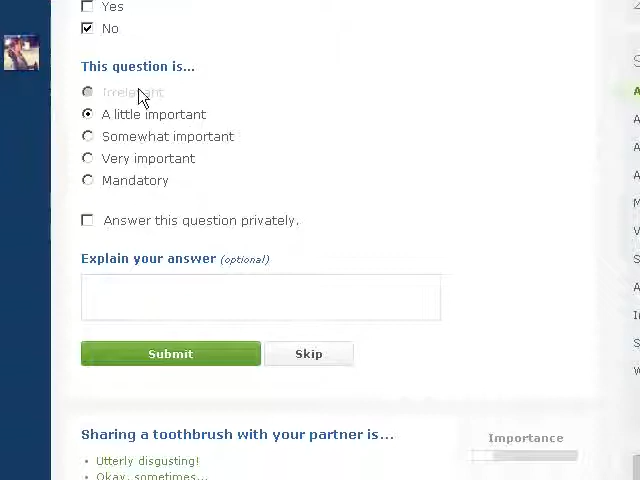 Yes
No
This question is...
Irrelevant
A little important
Somewhat important
Very important
Mandatory
Answer this question privately.
Explain your answer (optional)
Submit Skip
Sharing a toothbrush with your partner is...
Importance
Utterly disgusting!
Okay, sometimes...